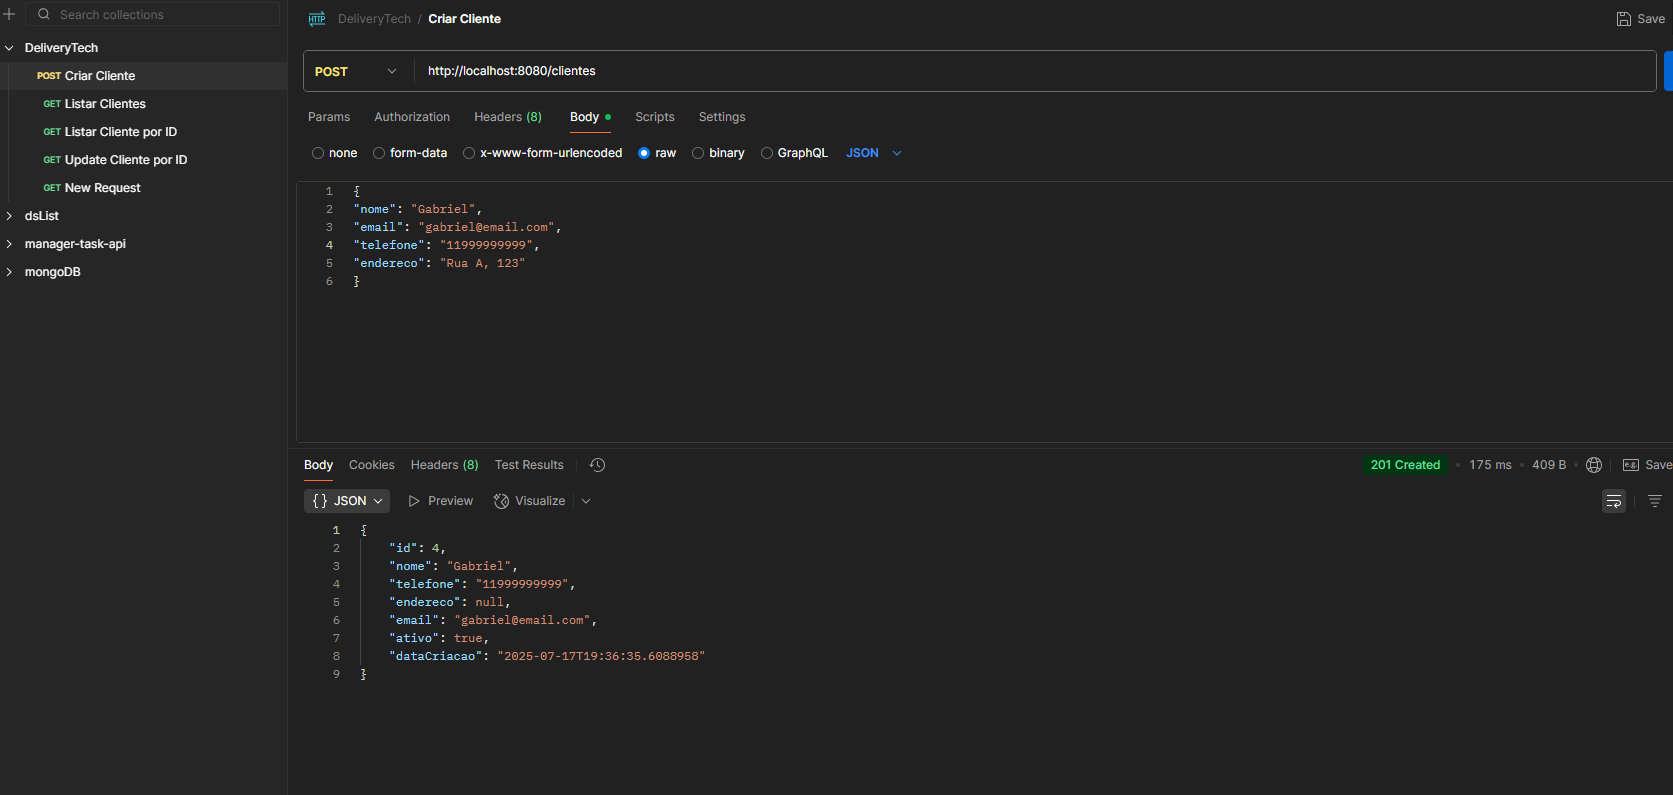 Search collections
DeliveryTech
POST Criar Cliente
GET Listar Clientes
GET Listar Cliente por ID
GET Update Cliente por ID
GET New Request
dsList
manager-task-api
mongoDB
HTTP DeliveryTech / Criar Cliente
Save
POST http://localhost:8080/clientes
Params Authorization Headers (8) Body Scripts Settings
none form-data x-www-form-urlencoded raw binary GraphQL JSON
1 {
2 "nome": "Gabriel",
3 "email": "gabriel@email.com",
4 "telefone": "11999999999",
5 "endereco": "Rua A, 123"
6 }
Body Cookies Headers (8) Test Results
201 Created • 175 ms • 409 B • e.g. Save
{} JSON Preview Visualize
1 {
2 "id": 4,
3 "nome": "Gabriel",
4 "telefone": "11999999999",
5 "endereco": null,
6 "email": "gabriel@email.com",
7 "ativo": true,
8 "dataCriacao": "2025-07-17T19:36:35.6088958"
9 }